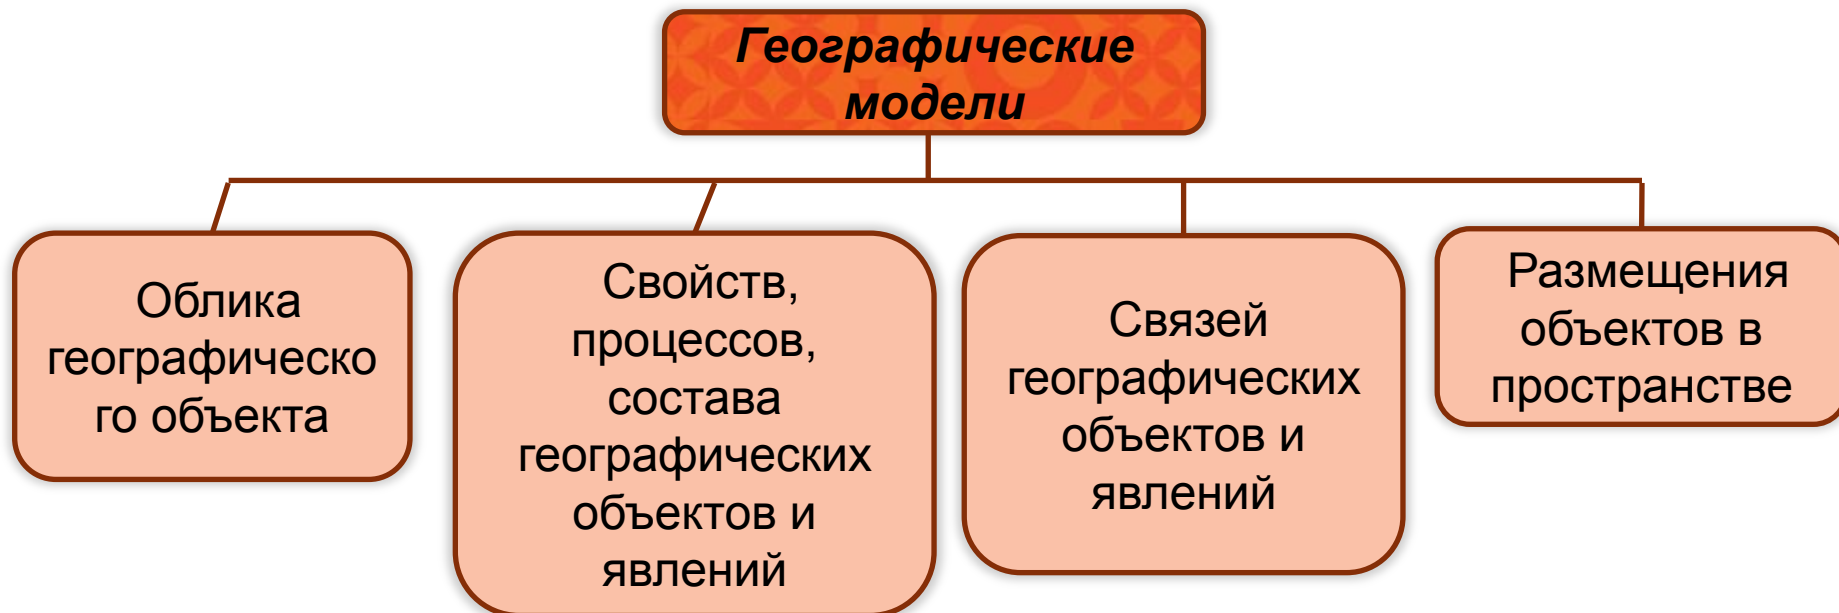 Географические
модели
Облика
географическо
го объекта
Свойств,
процессов,
состава
географических
объектов и
явлений
Связей
географических
объектов и
явлений
Размещения
объектов в
пространстве